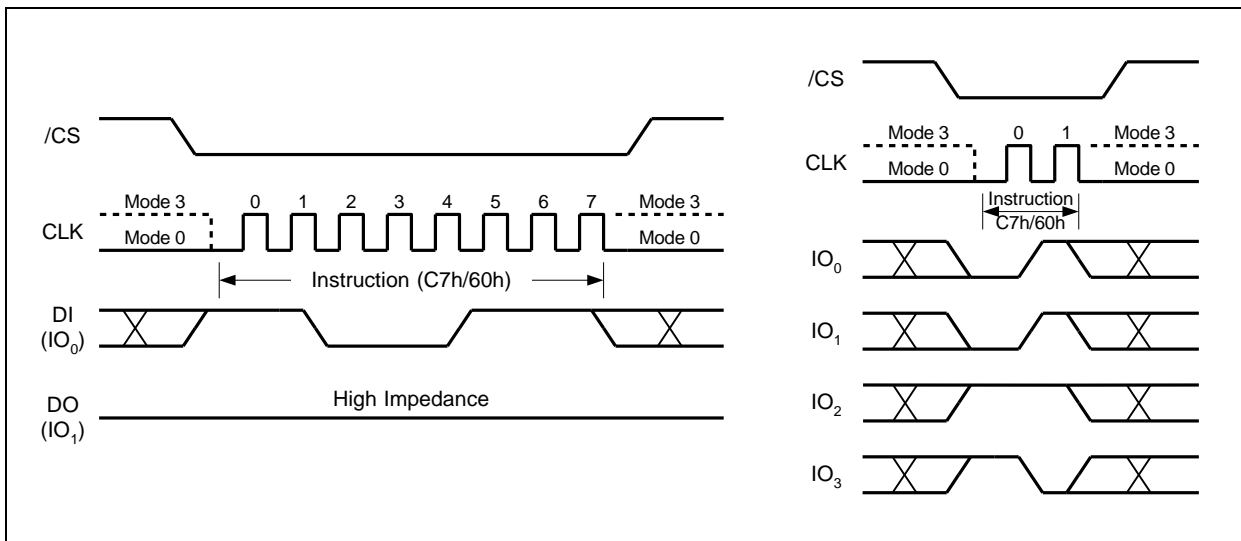 /CS
Mode 3 0 1 2 3 4 5 6 7 Mode 3
CLK Mode 0 Mode 0
Instruction (C7h/60h)
DI
(IO0)
DO High Impedance
(IO1)
/CS
Mode 3 0 1 Mode 3
CLK Mode 0 Mode 0
Instruction
C7h/60h
IO0
IO1
IO2
IO3